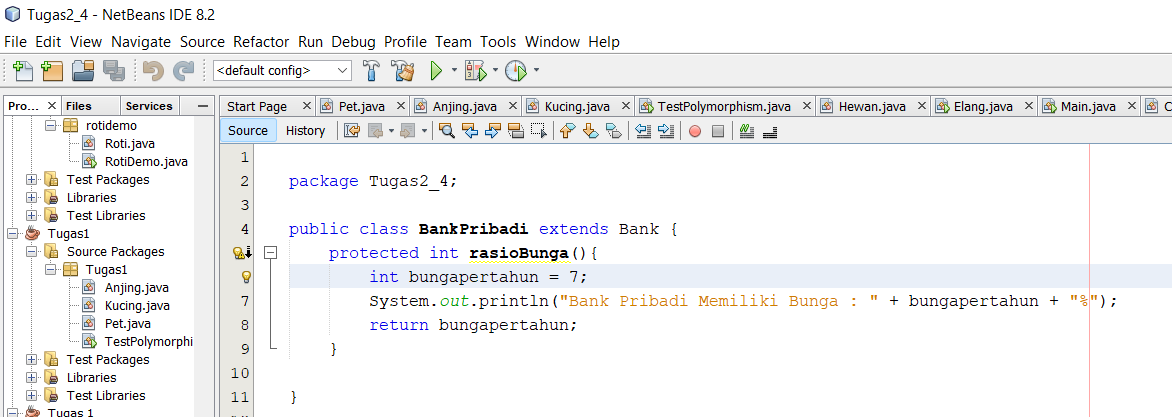 Tugas2_4 - NetBeans IDE 8.2
File Edit View Navigate Source Refactor Run Debug Profile Team Tools Window Help
<default config>
Pro... Files Services
Start Page Pet.java Anjing.java Kucing.java TestPolymorphism.java Hewan.java Elang.java Main.java C
Source History
rotidemo
Roti.java
RotiDemo.java
Test Packages
Libraries
Test Libraries
Tugas1
Source Packages
Tugas1
Anjing.java
Kucing.java
Pet.java
TestPolymorphi
Test Packages
Libraries
Test Libraries
Tugas 1
1
2 package Tugas2_4;
3
4 public class BankPribadi extends Bank {
protected int rasioBunga(){
int bungapertahun = 7;
7 System.out.println("Bank Pribadi Memiliki Bunga : " + bungapertahun + "%");
8 return bungapertahun;
9 }
10
11 }